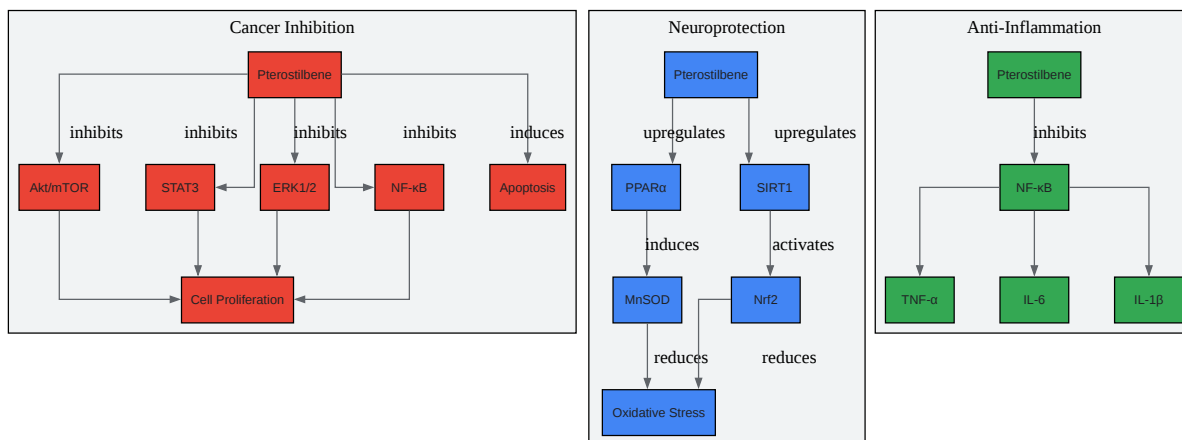 Cancer Inhibition
Pterostilbene
inhibits
inhibits
inhibits
inhibits
induces
Akt/mTOR
STAT3
ERK1/2
NF-κB
Apoptosis
Cell Proliferation
Neuroprotection
Pterostilbene
upregulates
upregulates
PPARα
SIRT1
induces
activates
MnSOD
Nrf2
reduces
reduces
Oxidative Stress
Anti-Inflammation
Pterostilbene
inhibits
NF-κB
TNF-α
IL-6
IL-1β